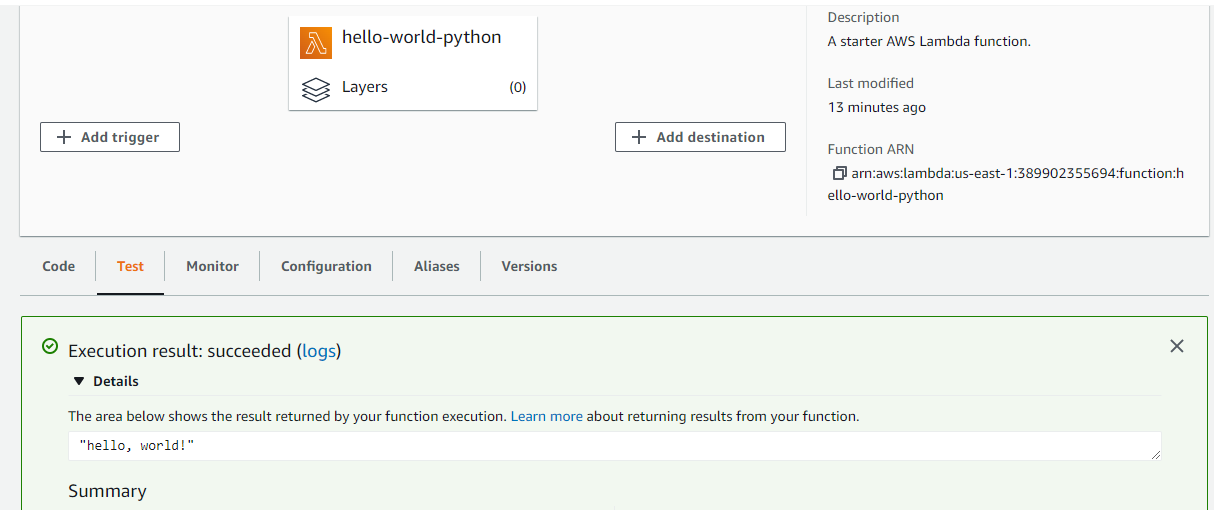 hello-world-python
Layers
(0)
Add trigger
Add destination
Description
A starter AWS Lambda function.
Last modified
13 minutes ago
Function ARN
arn:aws:lambda:us-east-1:389902355694:function:h
ello-world-python
Code
Test
Monitor
Configuration
Aliases
Versions
Execution result: succeeded (logs)
Details
The area below shows the result returned by your function execution. Learn more about returning results from your function.
"hello, world!"
Summary